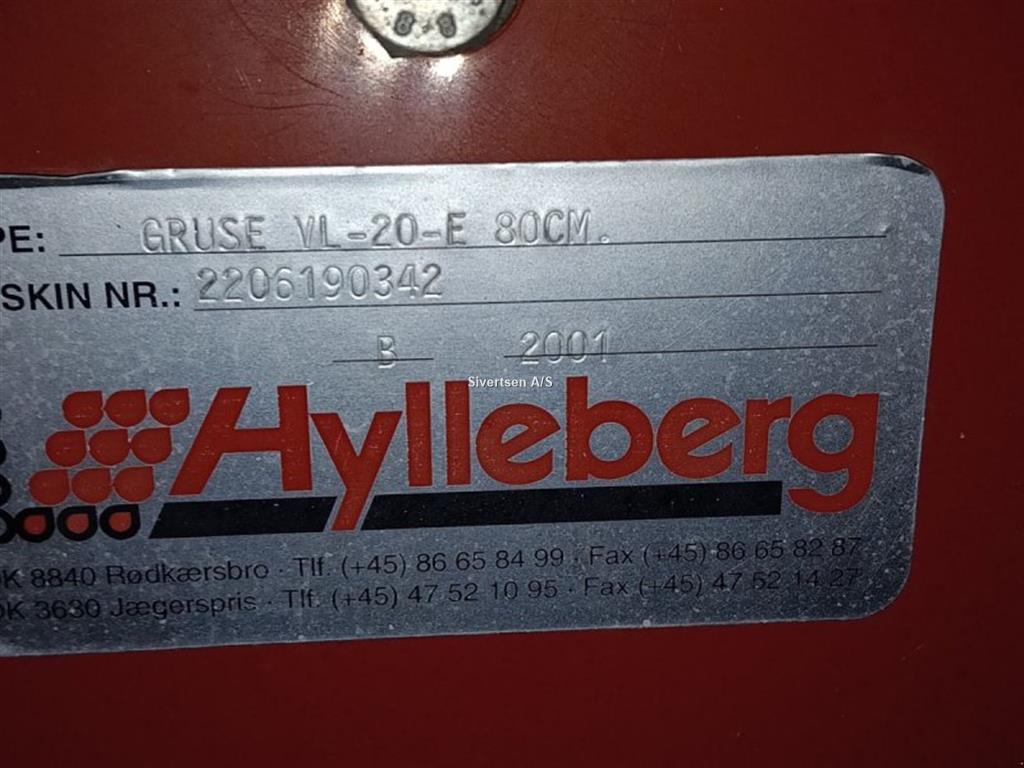 8.8
PE: GRUSE VL-20-E 80CM.
SKIN NR.: 2206190342
B 2001
Sivertsen A/S
Hylleberg
DK 8840 Rødkærsbro · Tlf. (+45) 86 65 84 99 · Fax (+45) 86 65 82 87
DK 3630 Jægerspris · Tlf. (+45) 47 52 10 95 · Fax (+45) 47 52 14 27